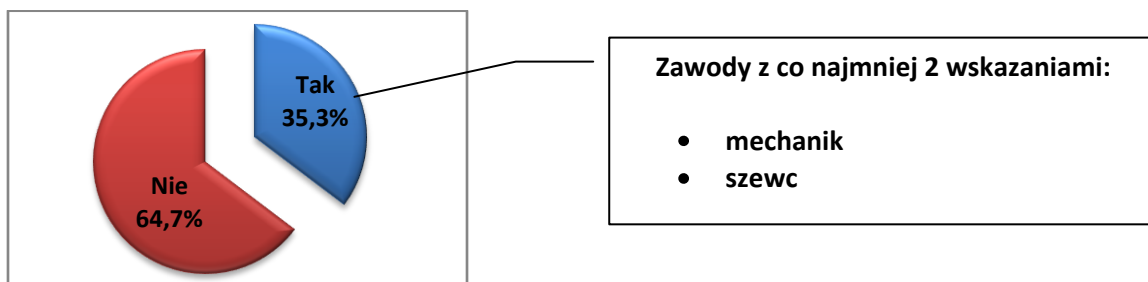 Tak
35,3%
Nie
64,7%
Zawody z co najmniej 2 wskazaniami:
• mechanik
• szewc